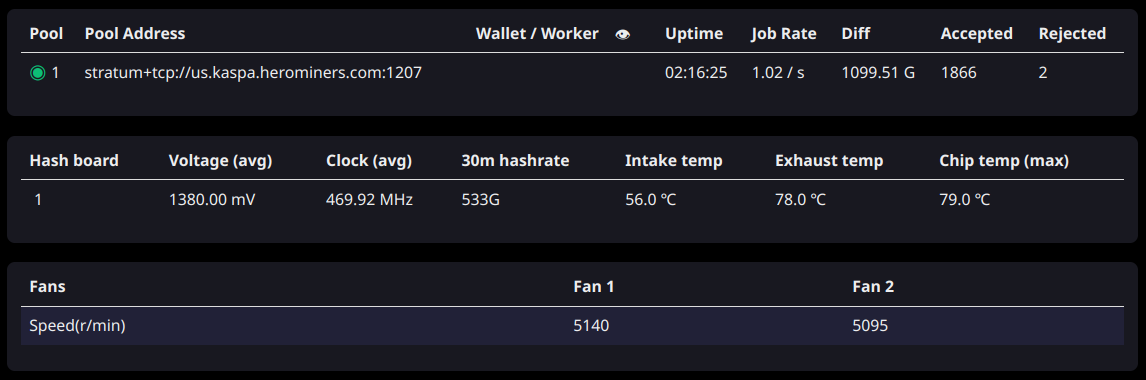 Pool Pool Address Wallet / Worker Uptime Job Rate Diff Accepted Rejected
1 stratum+tcp://us.kaspa.herominers.com:1207 02:16:25 1.02 / s 1099.51 G 1866 2
Hash board Voltage (avg) Clock (avg) 30m hashrate Intake temp Exhaust temp Chip temp (max)
1 1380.00 mV 469.92 MHz 533G 56.0 ℃ 78.0 ℃ 79.0 ℃
Fans Fan 1 Fan 2
Speed(r/min) 5140 5095